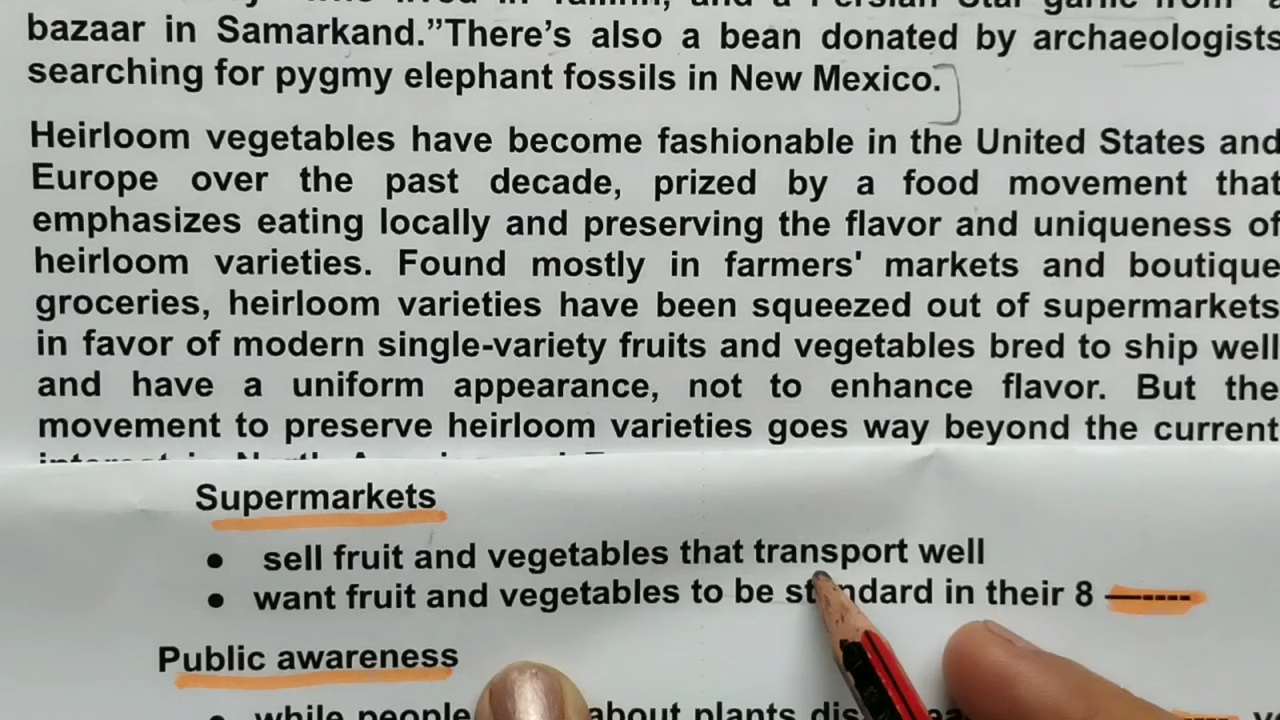 bazaar in Samarkand.”There’s also a bean donated by archaeologists
searching for pygmy elephant fossils in New Mexico.
Heirloom vegetables have become fashionable in the United States and
Europe over the past decade, prized by a food movement that
emphasizes eating locally and preserving the flavor and uniqueness of
heirloom varieties. Found mostly in farmers' markets and boutique
groceries, heirloom varieties have been squeezed out of supermarkets
in favor of modern single-variety fruits and vegetables bred to ship well
and have a uniform appearance, not to enhance flavor. But the
movement to preserve heirloom varieties goes way beyond the current
Supermarkets
● sell fruit and vegetables that transport well
● want fruit and vegetables to be standard in their 8 ------
Public awareness
● while people about plants